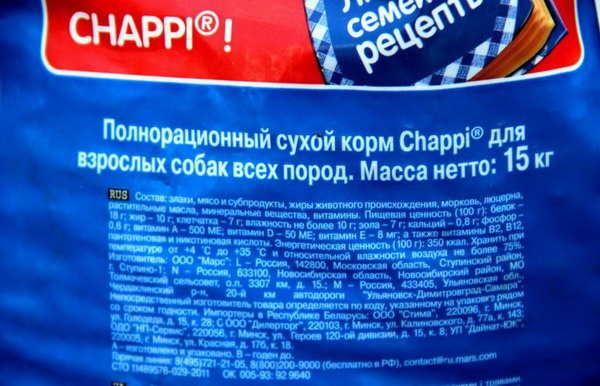 CHAPPI® !
семей
рецепть
Полнорационный сухой корм Chappi® для
взрослых собак всех пород. Масса нетто: 15 кг
RUS Состав: злаки, мясо и субпродукты, жиры животного происхождения, морковь, люцерна,
растительные масла, минеральные вещества, витамины. Пищевая ценность (100 г): белок –
18 г; жир – 10 г; клетчатка – 7 г; влажность не более 10 г; зола – 7 г; кальций – 0,8 г; фосфор –
0,6 г; витамин А – 500 МЕ; витамин D – 50 МЕ; витамин Е – 8 мг; а также витамины В2, В12,
пантотеновая и никотиновая кислоты. Энергетическая ценность (100 г): 350 ккал. Хранить при
температуре от +4 °С до +35 °С и относительной влажности воздуха не более 75%.
Изготовитель: ООО "Марс": L – Россия, 142800, Московская область, Ступинский район,
г. Ступино-1; N – Россия, 633100, Новосибирская область, Новосибирский район, МО
Толмачевский сельсовет, о.п. 3307 км, д. 15.; М – Россия, 433405, Ульяновская обл.,
Чердаклинский р-н, 20-й км автодороги "Ульяновск-Димитровград-Самара".
Непосредственный изготовитель товара определяется по коду, указанному на упаковке рядом
со сроком годности. Импортеры в Республике Беларусь: ООО "Стима", 220096, г. Минск,
ул. Голодеда, д. 15, к. 28; С ООО "Дилерторг", 220103, г. Минск, ул. Калиновского, д. 77а, к. 143;
ОДО "НП-Сервис", 220056, г. Минск, ул. Героев 120-ой дивизии, д. 15, к. 8; УП "Дайнат-ЮК",
220005, г. Минск, ул. Красная, д. 17б, к. 18.
А – изготовлено и упаковано. В – годен до.
Горячая линия: 8(495)721-21-05, 8(800)200-9000 (бесплатно в РФ), contact@ru.mars.com
СТО 11489576-029-2011 ОК 005-93: 92 9640
травами.